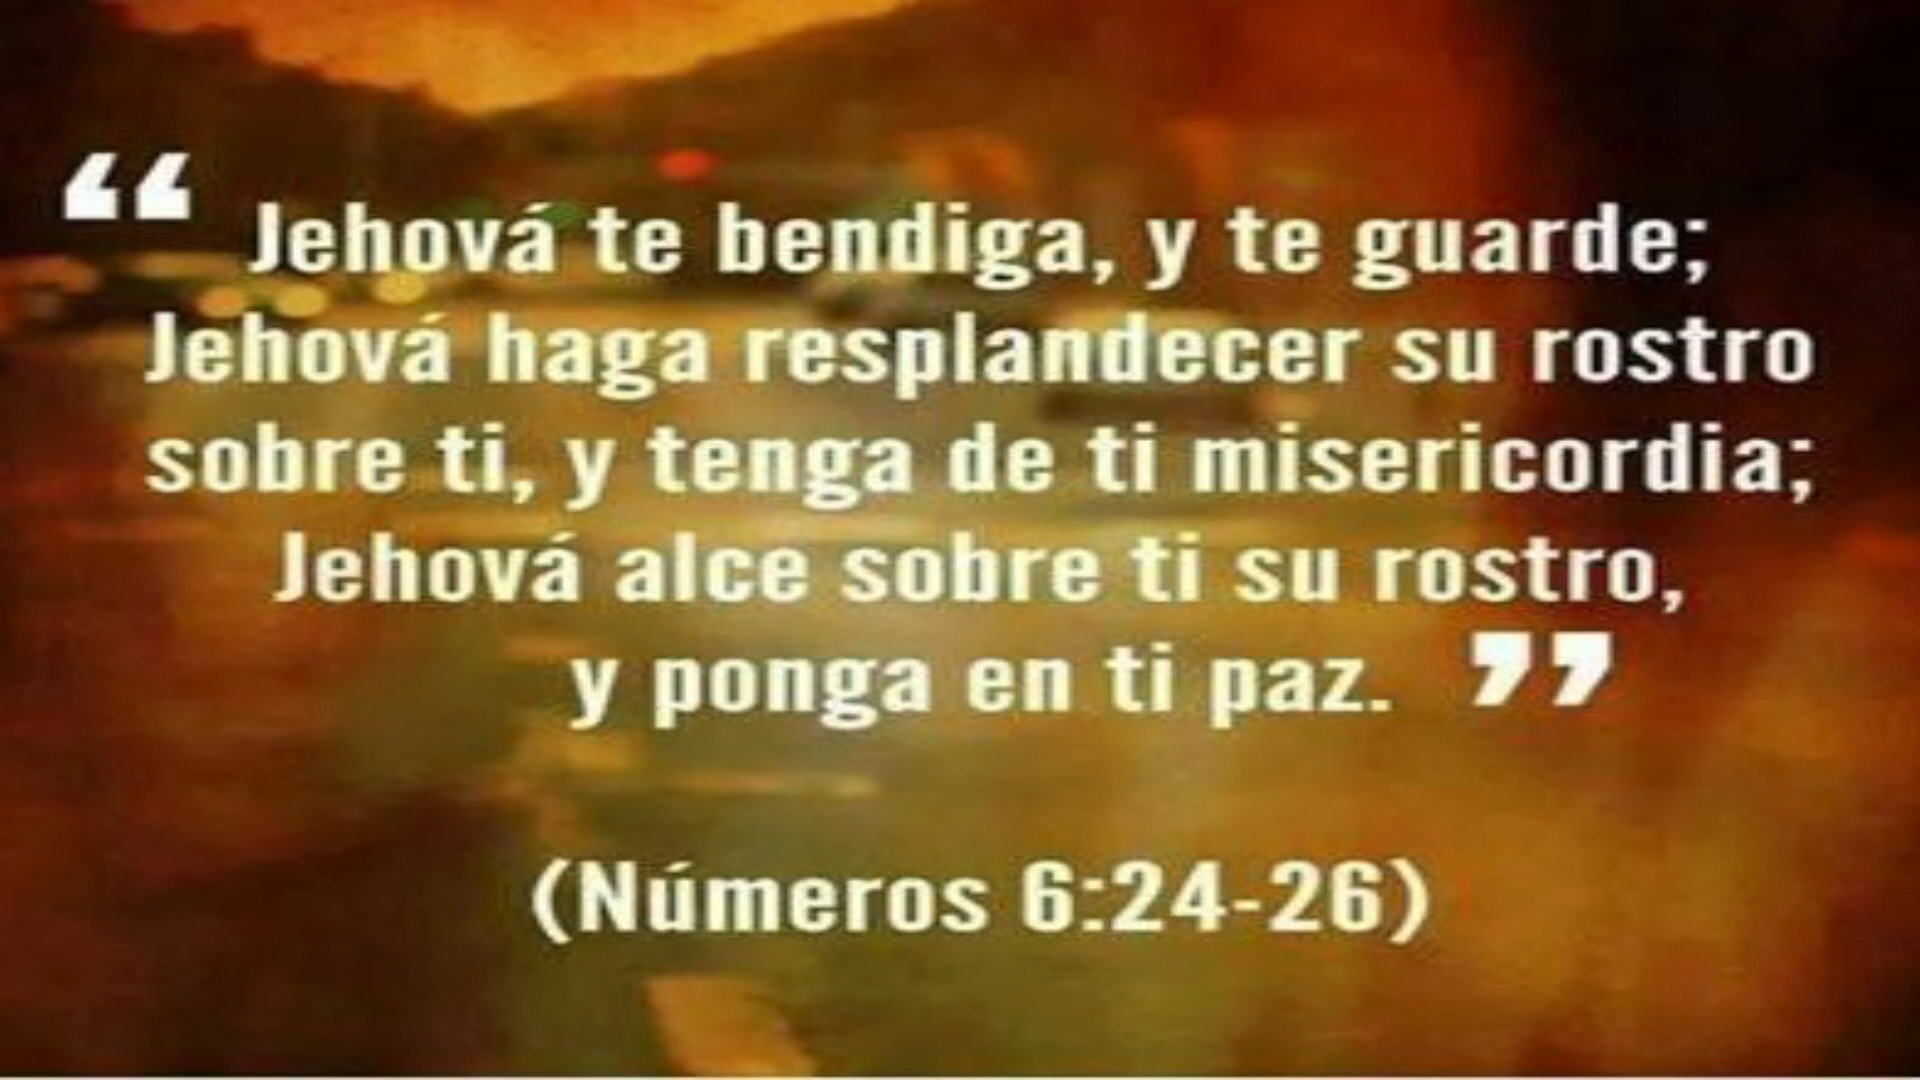 “ Jehová te bendiga, y te guarde;
Jehová haga resplandecer su rostro
sobre ti, y tenga de ti misericordia;
Jehová alce sobre ti su rostro,
y ponga en ti paz. ”
(Números 6:24-26)